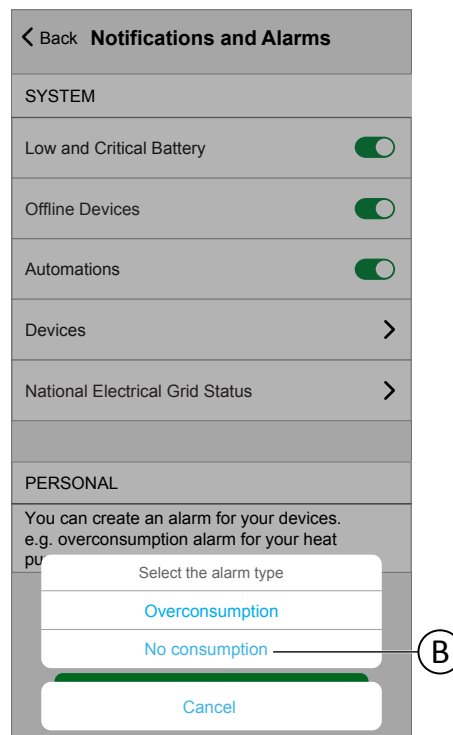 Back Notifications and Alarms
SYSTEM
Low and Critical Battery
Offline Devices
Automations
Devices
National Electrical Grid Status
PERSONAL
You can create an alarm for your devices.
e.g. overconsumption alarm for your heat
Select the alarm type
Overconsumption
No consumption
B
Cancel